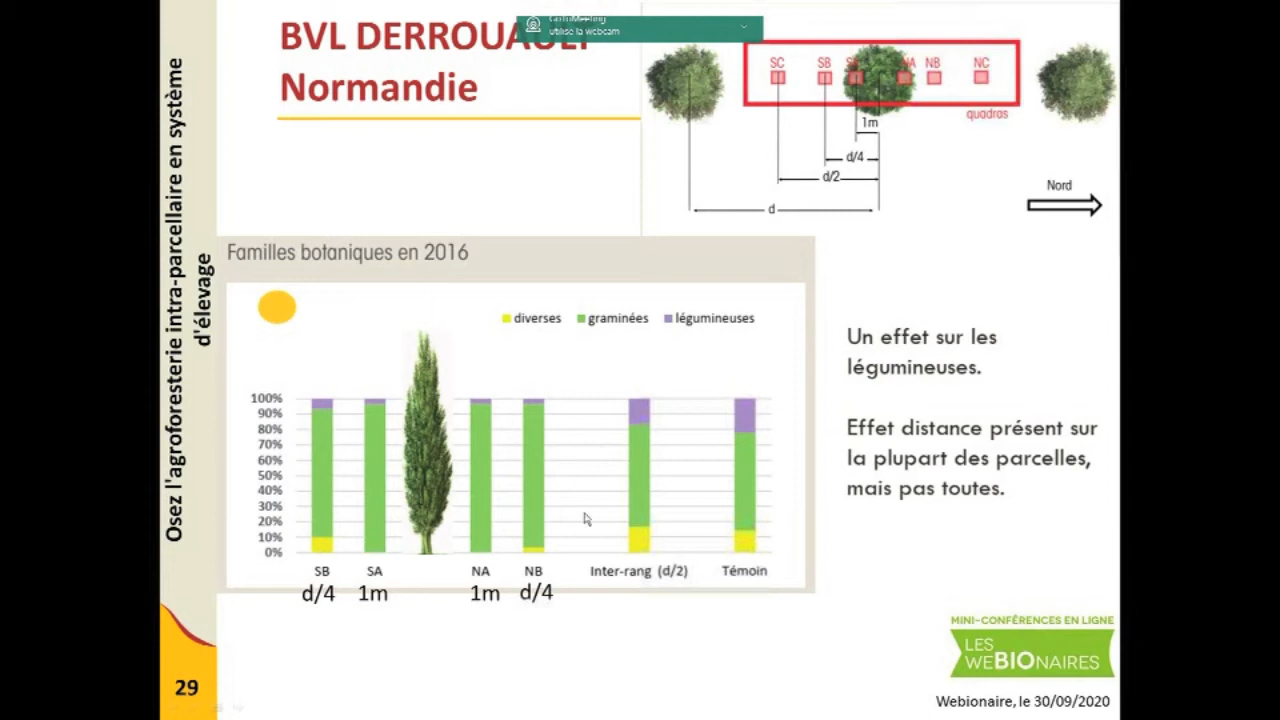 BVL DERROUAULT
Normandie
utilise la webcam
Osez l'agroforesterie intra-parcellaire en système
d'élevage
SC SB NB NC
quadras
1m
d/4
d/2
d
Nord
Familles botaniques en 2016
diverses graminées légumineuses
100%
90%
80%
70%
60%
50%
40%
30%
20%
10%
0%
SB SA NA NB Inter-rang (d/2) Témoin
d/4 1m 1m d/4
Un effet sur les
légumineuses.
Effet distance présent sur
la plupart des parcelles,
mais pas toutes.
MINI-CONFÉRENCES EN LIGNE
LES
WEBIONAIRES
Webionaire, le 30/09/2020
29